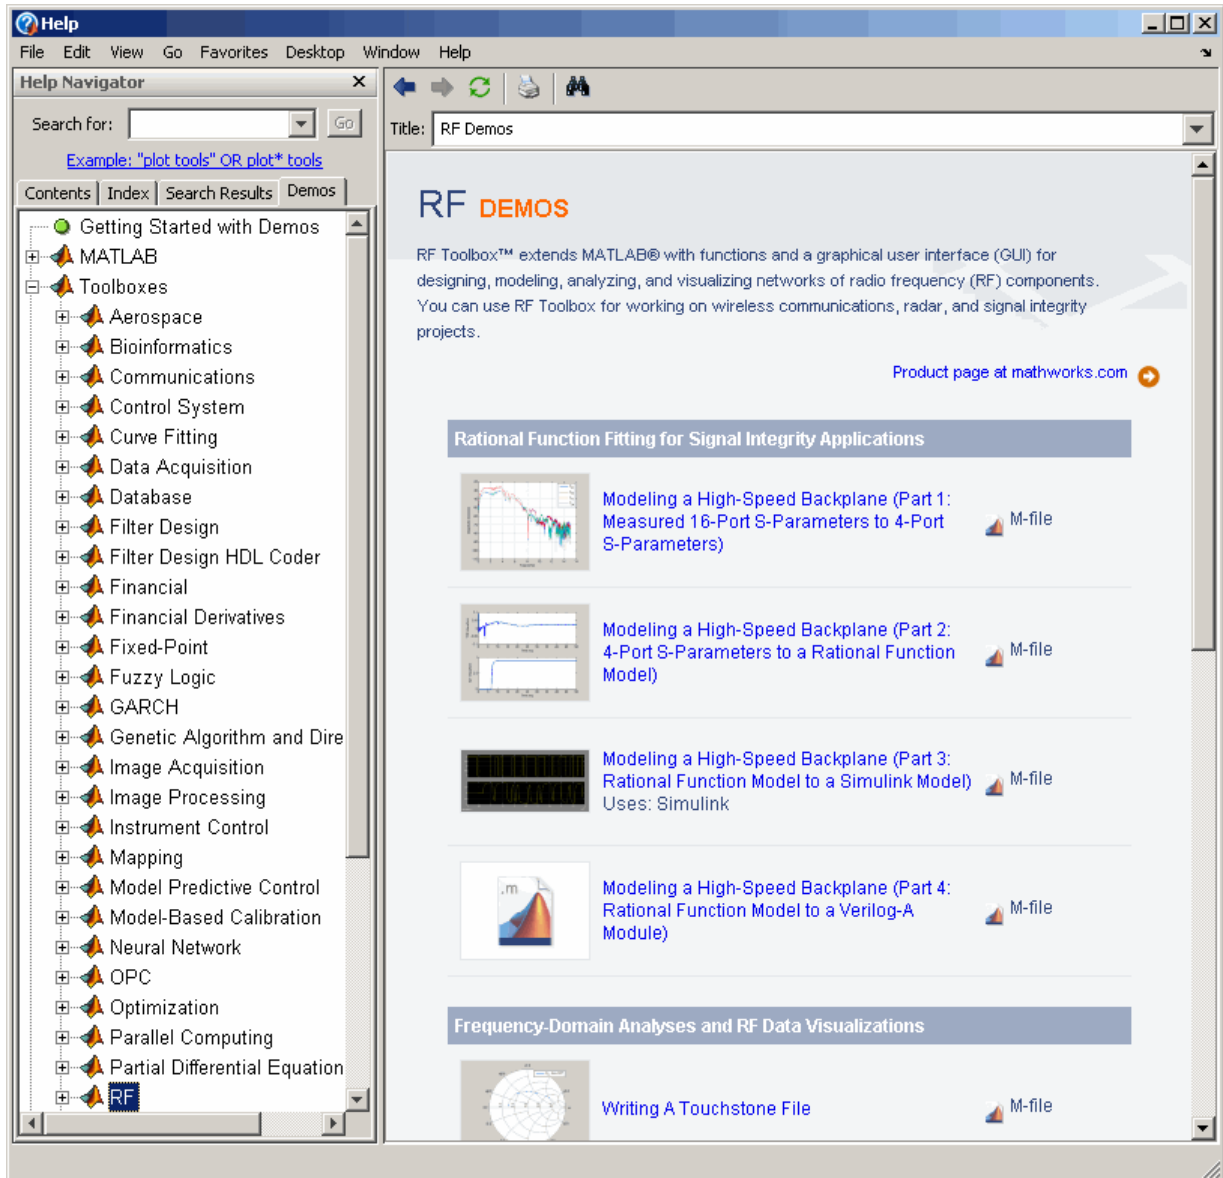 Help
File Edit View Go Favorites Desktop Window Help
Help Navigator
Search for:
Go
Example: "plot tools" OR plot* tools
Contents Index Search Results Demos
Getting Started with Demos
MATLAB
Toolboxes
Aerospace
Bioinformatics
Communications
Control System
Curve Fitting
Data Acquisition
Database
Filter Design
Filter Design HDL Coder
Financial
Financial Derivatives
Fixed-Point
Fuzzy Logic
GARCH
Genetic Algorithm and Dire
Image Acquisition
Image Processing
Instrument Control
Mapping
Model Predictive Control
Model-Based Calibration
Neural Network
OPC
Optimization
Parallel Computing
Partial Differential Equation
RF
Title: RF Demos
RF DEMOS
RF Toolbox™ extends MATLAB® with functions and a graphical user interface (GUI) for
designing, modeling, analyzing, and visualizing networks of radio frequency (RF) components.
You can use RF Toolbox for working on wireless communications, radar, and signal integrity
projects.
Product page at mathworks.com
Rational Function Fitting for Signal Integrity Applications
Modeling a High-Speed Backplane (Part 1:
Measured 16-Port S-Parameters to 4-Port
S-Parameters)
M-file
Modeling a High-Speed Backplane (Part 2:
4-Port S-Parameters to a Rational Function
Model)
M-file
Modeling a High-Speed Backplane (Part 3:
Rational Function Model to a Simulink Model)
Uses: Simulink
M-file
.m
Modeling a High-Speed Backplane (Part 4:
Rational Function Model to a Verilog-A
Module)
M-file
Frequency-Domain Analyses and RF Data Visualizations
Writing A Touchstone File
M-file